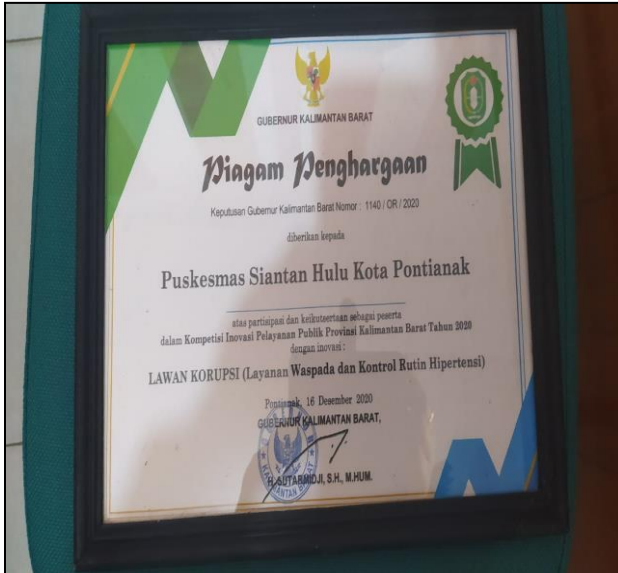 GUBERNUR KALIMANTAN BARAT
Piagam Penghargaan
Keputusan Gubernur Kalimantan Barat Nomor : 1140 / OR / 2020
diberikan kepada
Puskesmas Siantan Hulu Kota Pontianak
atas partisipasi dan keikutsertaan sebagai peserta
dalam Kompetisi Inovasi Pelayanan Publik Provinsi Kalimantan Barat Tahun 2020
dengan inovasi :
LAWAN KORUPSI (Layanan Waspada dan Kontrol Rutin Hipertensi)
Pontianak, 16 Desember 2020
GUBERNUR KALIMANTAN BARAT,
H. SUTARMIDJI, S.H., M.HUM.
KALIMANTAN BARAT